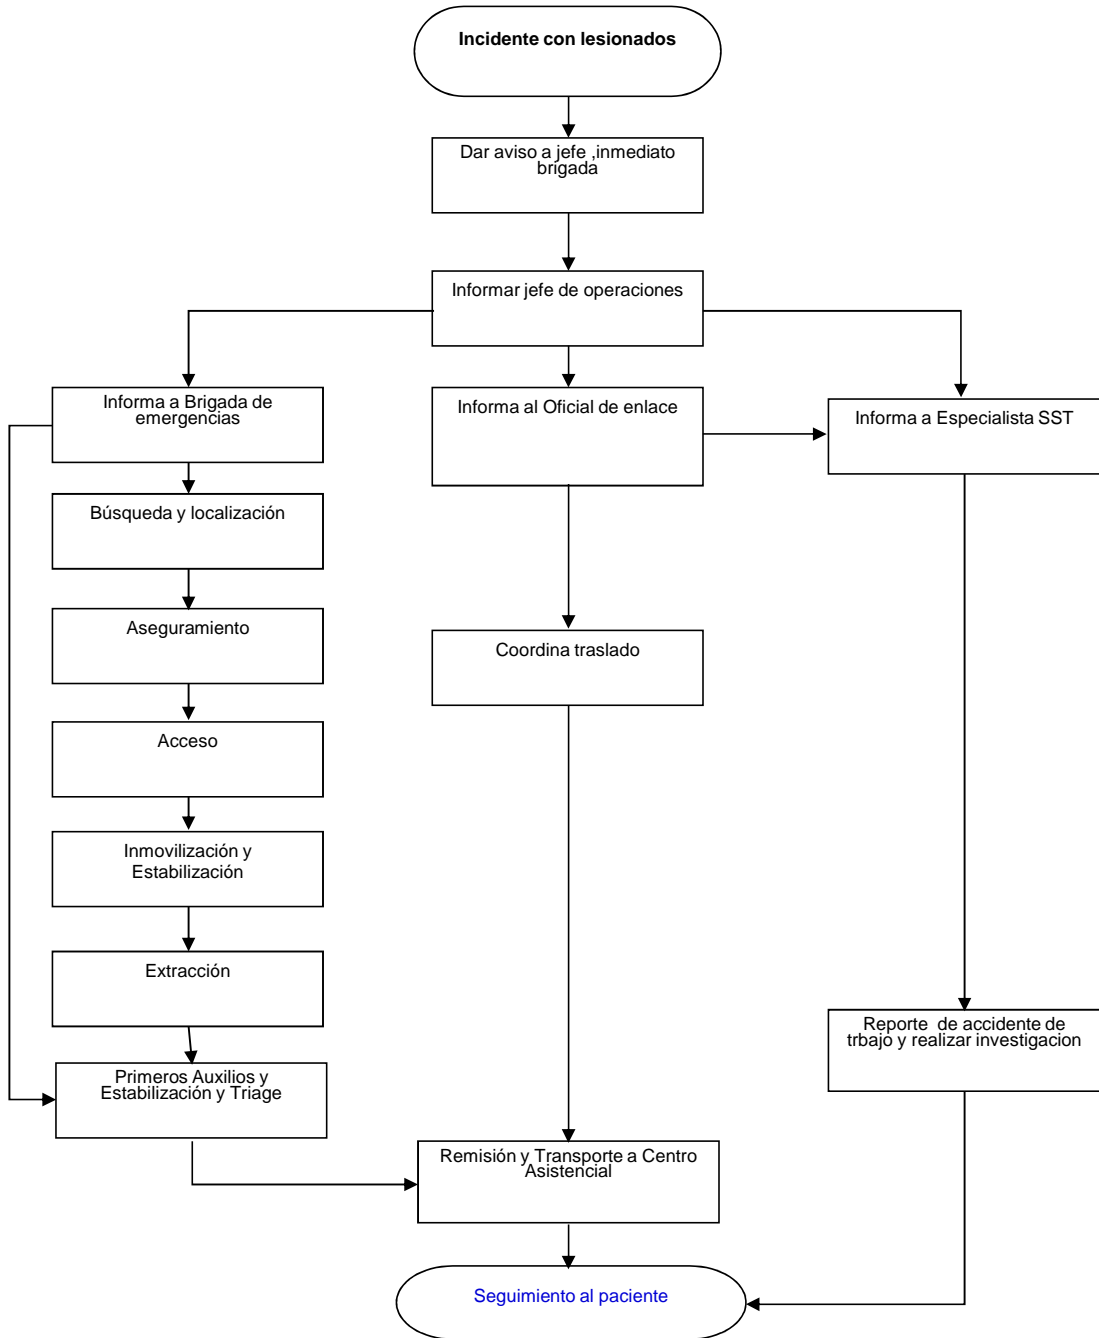 Incidente con lesionados
Dar aviso a jefe ,inmediato
brigada
Informar jefe de operaciones
Informa a Brigada de
emergencias
Informa al Oficial de enlace
Informa a Especialista SST
Búsqueda y localización
Aseguramiento
Coordina traslado
Acceso
Inmovilización y
Estabilización
Extracción
Reporte  de accidente de
trbajo y realizar investigacion
Primeros Auxilios y
Estabilización y Triage
Remisión y Transporte a Centro
Asistencial
Seguimiento al paciente